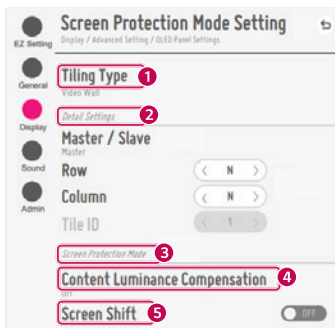 Screen Protection Mode Setting
Display / Advanced Setting / OLED Panel Settings
EZ Setting
General
Display
Sound
Admin
Tiling Type 1
Video Wall
Detail Settings 2
Master / Slave
Master
Row < N >
Column < N >
Tile ID < 1 >
Screen Protection Mode 3
Content Luminance Compensation 4
Off
Screen Shift 5 OFF